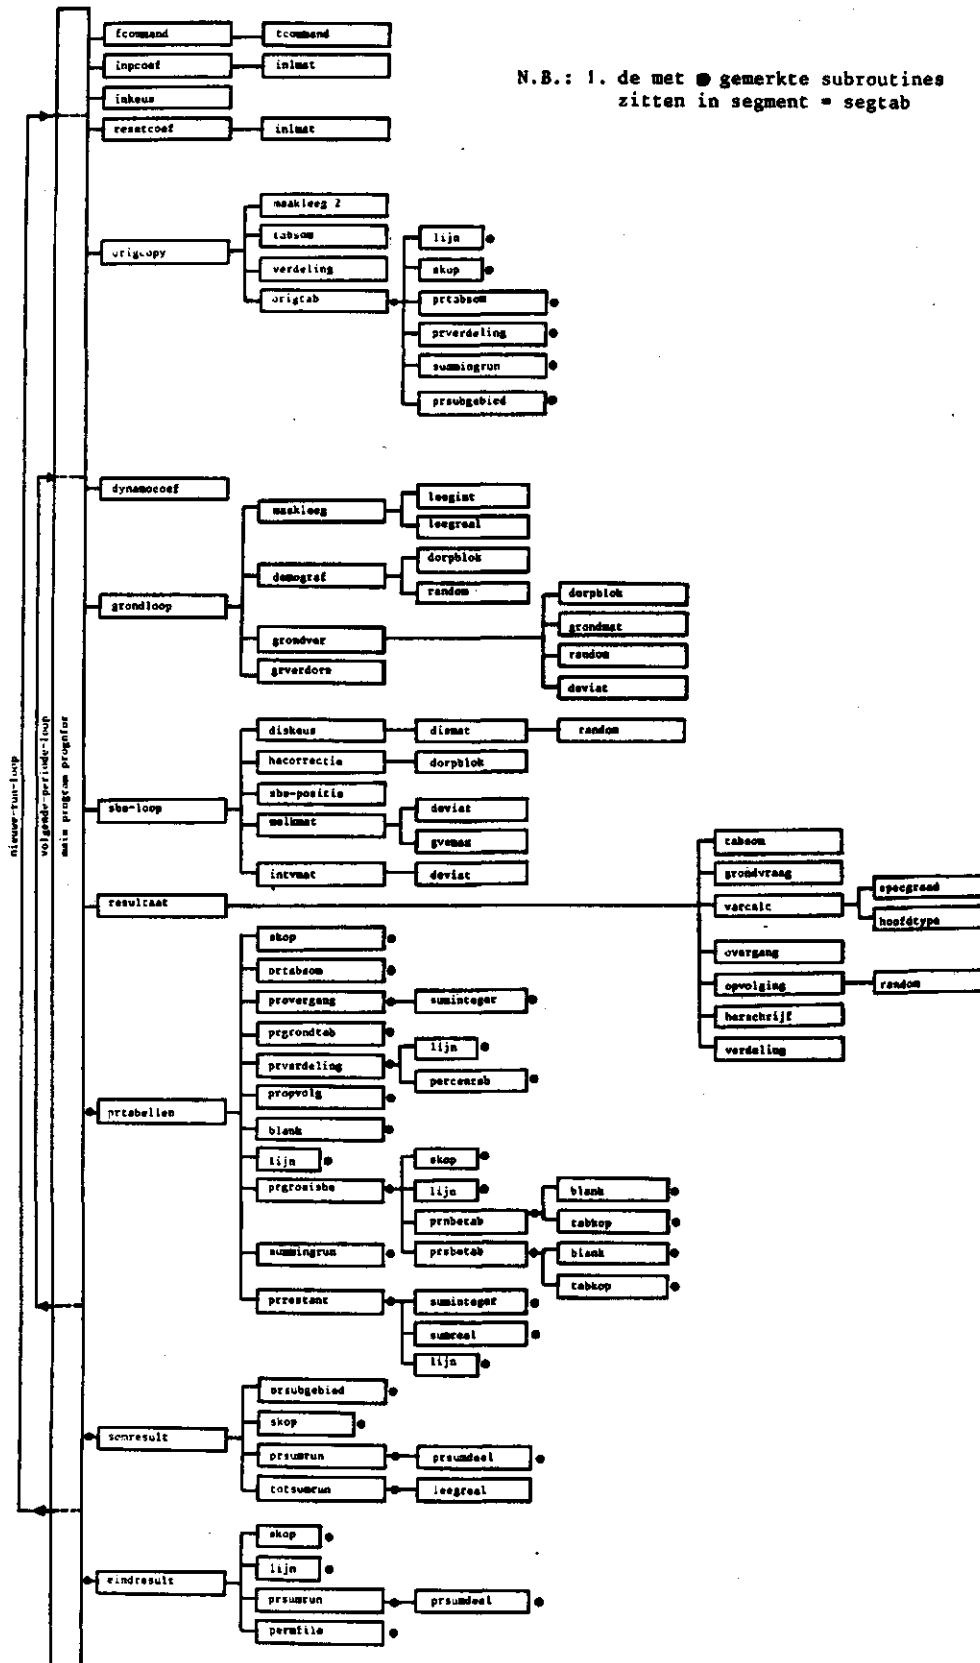 fcommand
tcommand
inpcoef
inlmat
inkeus
resetcoef
inlmat
N.B.: 1. de met ● gemerkte subroutines
zitten in segment = segtab
origcopy
maakleeg 2
tabsom
verdeling
origtab
lijn
skop
prtabsom
prverdeling
summingrun
prsubgebied
dynamocoef
grondloop
maakleeg
leegint
leegreal
demograf
dorpblok
random
grondver
grverdere
dorpblok
grondmat
random
deviat
nieuwe-run-loop
volgende-periode-loop
main program prognfor
sbe-loop
diskeus
dismat
random
hacorrectie
dorpblok
sbe-positie
melkmat
deviat
gvemax
intvmat
deviat
resultaat
tabsom
grondvraag
varcalc
specgraad
hoofdtype
overgang
opvolging
random
herschrijf
verdeling
prtabellen
skop
prtabsom
provergang
suminteger
prgrondtab
prverdeling
lijn
percentab
propvolg
blank
lijn
prgroeisbe
skop
lijn
prnbetab
blank
tabkop
prsbetab
blank
tabkop
summingrun
prrestant
suminteger
sumreal
lijn
somresult
prsubgebied
skop
prsumrun
prsumdeel
totsumrun
leegreal
eindresult
skop
lijn
prsumrun
prsumdeel
permfile